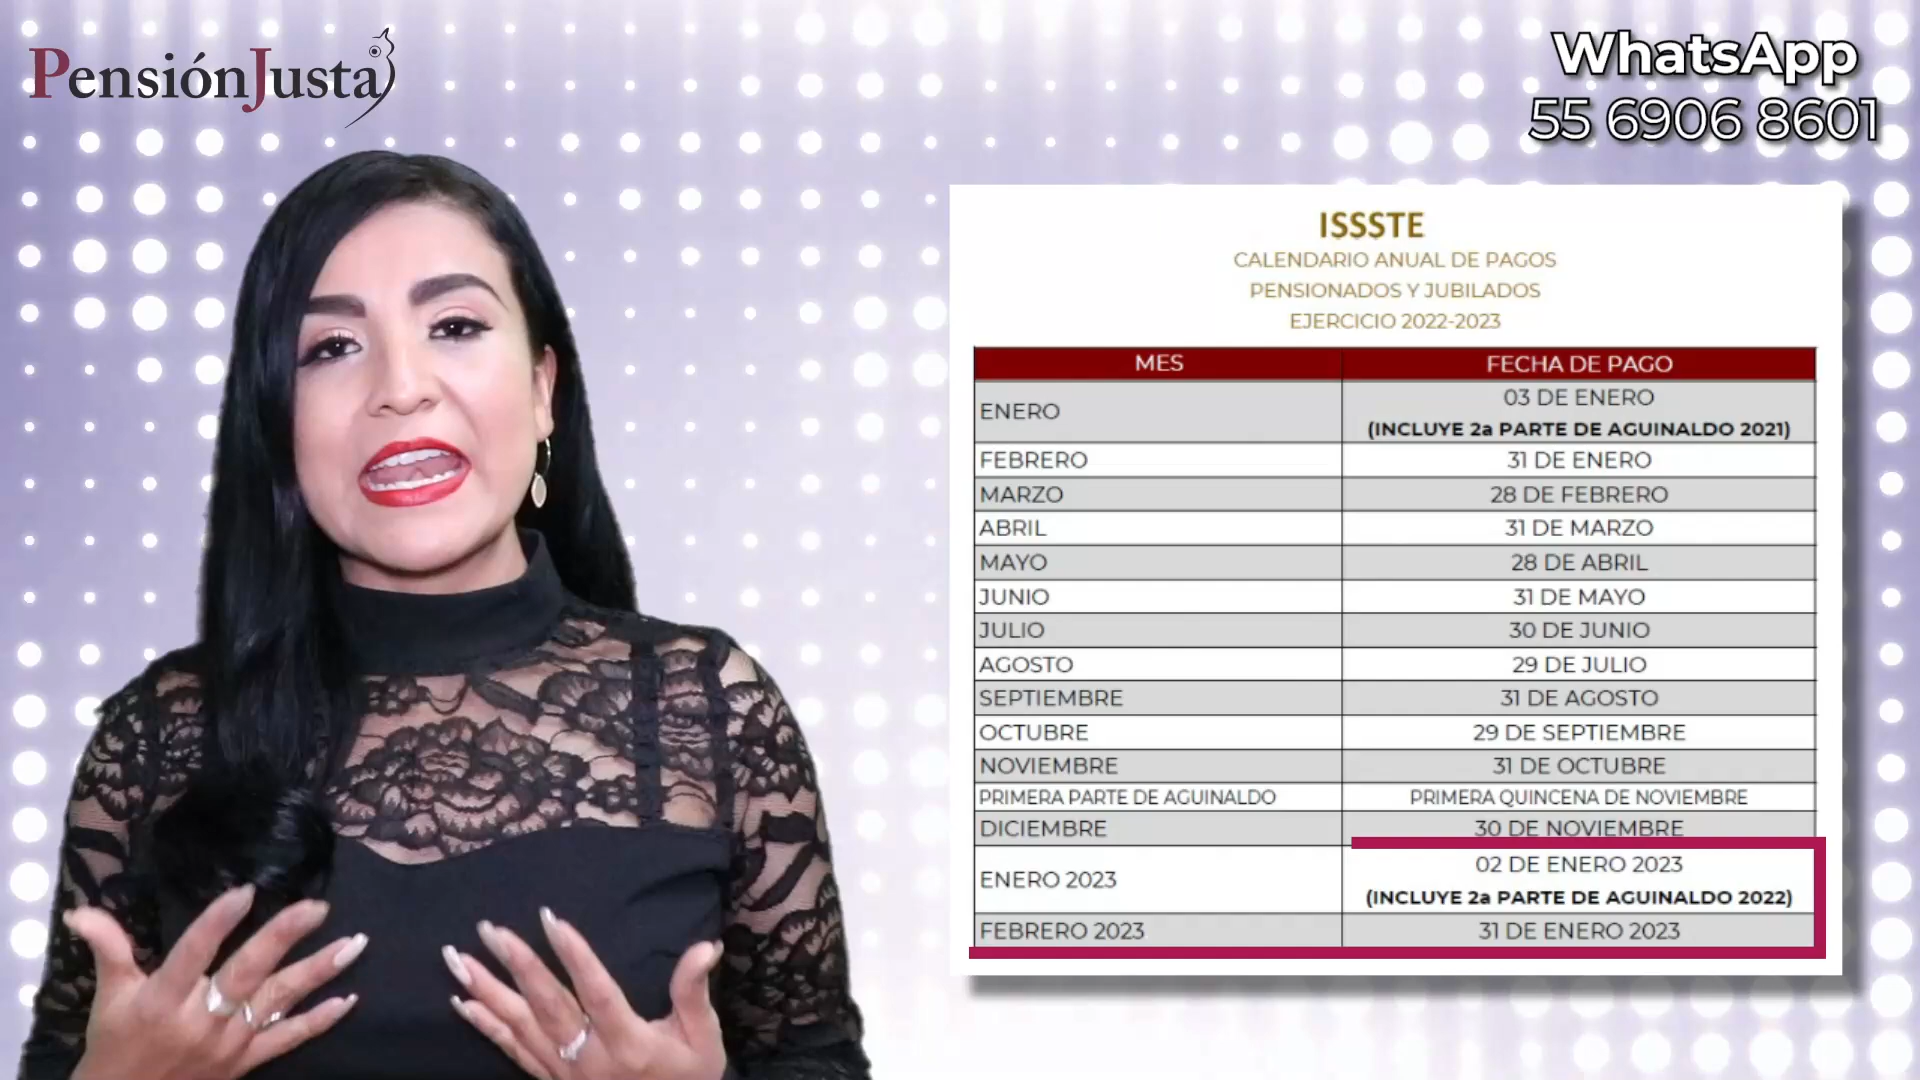 PensiónJusta
WhatsApp
55 6906 8601
ISSSTE
CALENDARIO ANUAL DE PAGOS
PENSIONADOS Y JUBILADOS
EJERCICIO 2022-2023
MES FECHA DE PAGO
ENERO 03 DE ENERO
(INCLUYE 2a PARTE DE AGUINALDO 2021)
FEBRERO 31 DE ENERO
MARZO 28 DE FEBRERO
ABRIL 31 DE MARZO
MAYO 28 DE ABRIL
JUNIO 31 DE MAYO
JULIO 30 DE JUNIO
AGOSTO 29 DE JULIO
SEPTIEMBRE 31 DE AGOSTO
OCTUBRE 29 DE SEPTIEMBRE
NOVIEMBRE 31 DE OCTUBRE
PRIMERA PARTE DE AGUINALDO PRIMERA QUINCENA DE NOVIEMBRE
DICIEMBRE 30 DE NOVIEMBRE
ENERO 2023 02 DE ENERO 2023
(INCLUYE 2a PARTE DE AGUINALDO 2022)
FEBRERO 2023 31 DE ENERO 2023